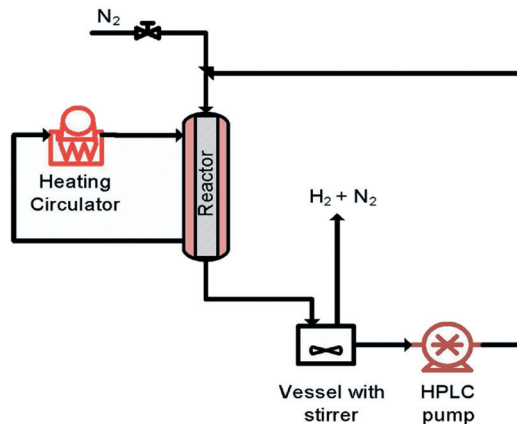 N₂
Heating
Circulator
Reactor
H₂ + N₂
Vessel with
stirrer
HPLC
pump